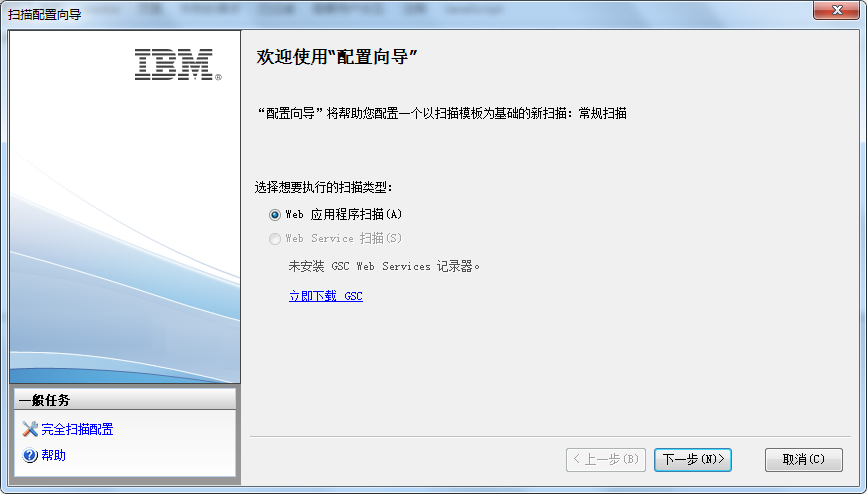 扫描配置向导
IBM®
欢迎使用“配置向导”
“配置向导”将帮助您配置一个以扫描模板为基础的新扫描：常规扫描
选择想要执行的扫描类型：
Web 应用程序扫描(A)
Web Service 扫描(S)
未安装 GSC Web Services 记录器。
立即下载 GSC
一般任务
完全扫描配置
帮助
< 上一步(B)
下一步(N)>
取消(C)